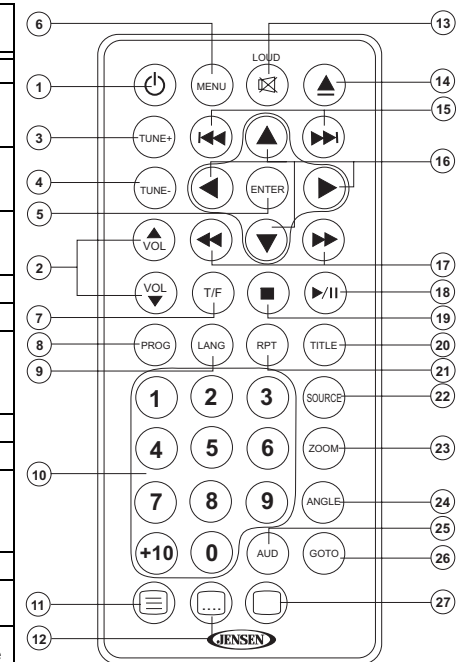 6
13
LOUD
1
MENU
14
15
3
TUNE+
16
4
TUNE-
ENTER
5
VOL
2
17
VOL
T/F
18
7
19
8
PROG
LANG
RPT
TITLE
20
9
21
1
2
3
SOURCE
22
4
5
6
ZOOM
23
10
7
8
9
ANGLE
24
25
+10
0
AUD
GOTO
26
11
27
12
JENSEN
e